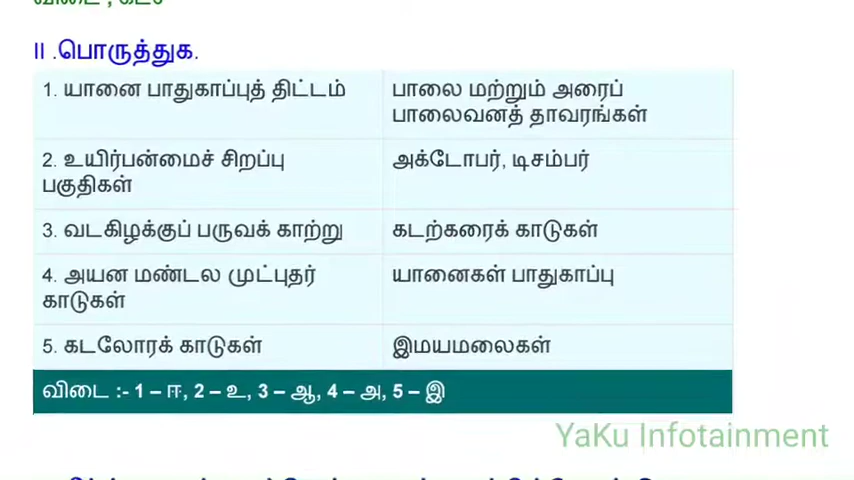 II .பொருத்துக.
1. யானை பாதுகாப்புத் திட்டம்
பாலை மற்றும் அரைப்
பாலைவனத் தாவரங்கள்
2. உயிர்பன்மைச் சிறப்பு
பகுதிகள்
அக்டோபர், டிசம்பர்
3. வடகிழக்குப் பருவக் காற்று
கடற்கரைக் காடுகள்
4. அயன மண்டல முட்புதர்
காடுகள்
யானைகள் பாதுகாப்பு
5. கடலோரக் காடுகள்
இமயமலைகள்
விடை :- 1 – ஈ, 2 – உ, 3 – ஆ, 4 – அ, 5 – இ
YaKu Infotainment